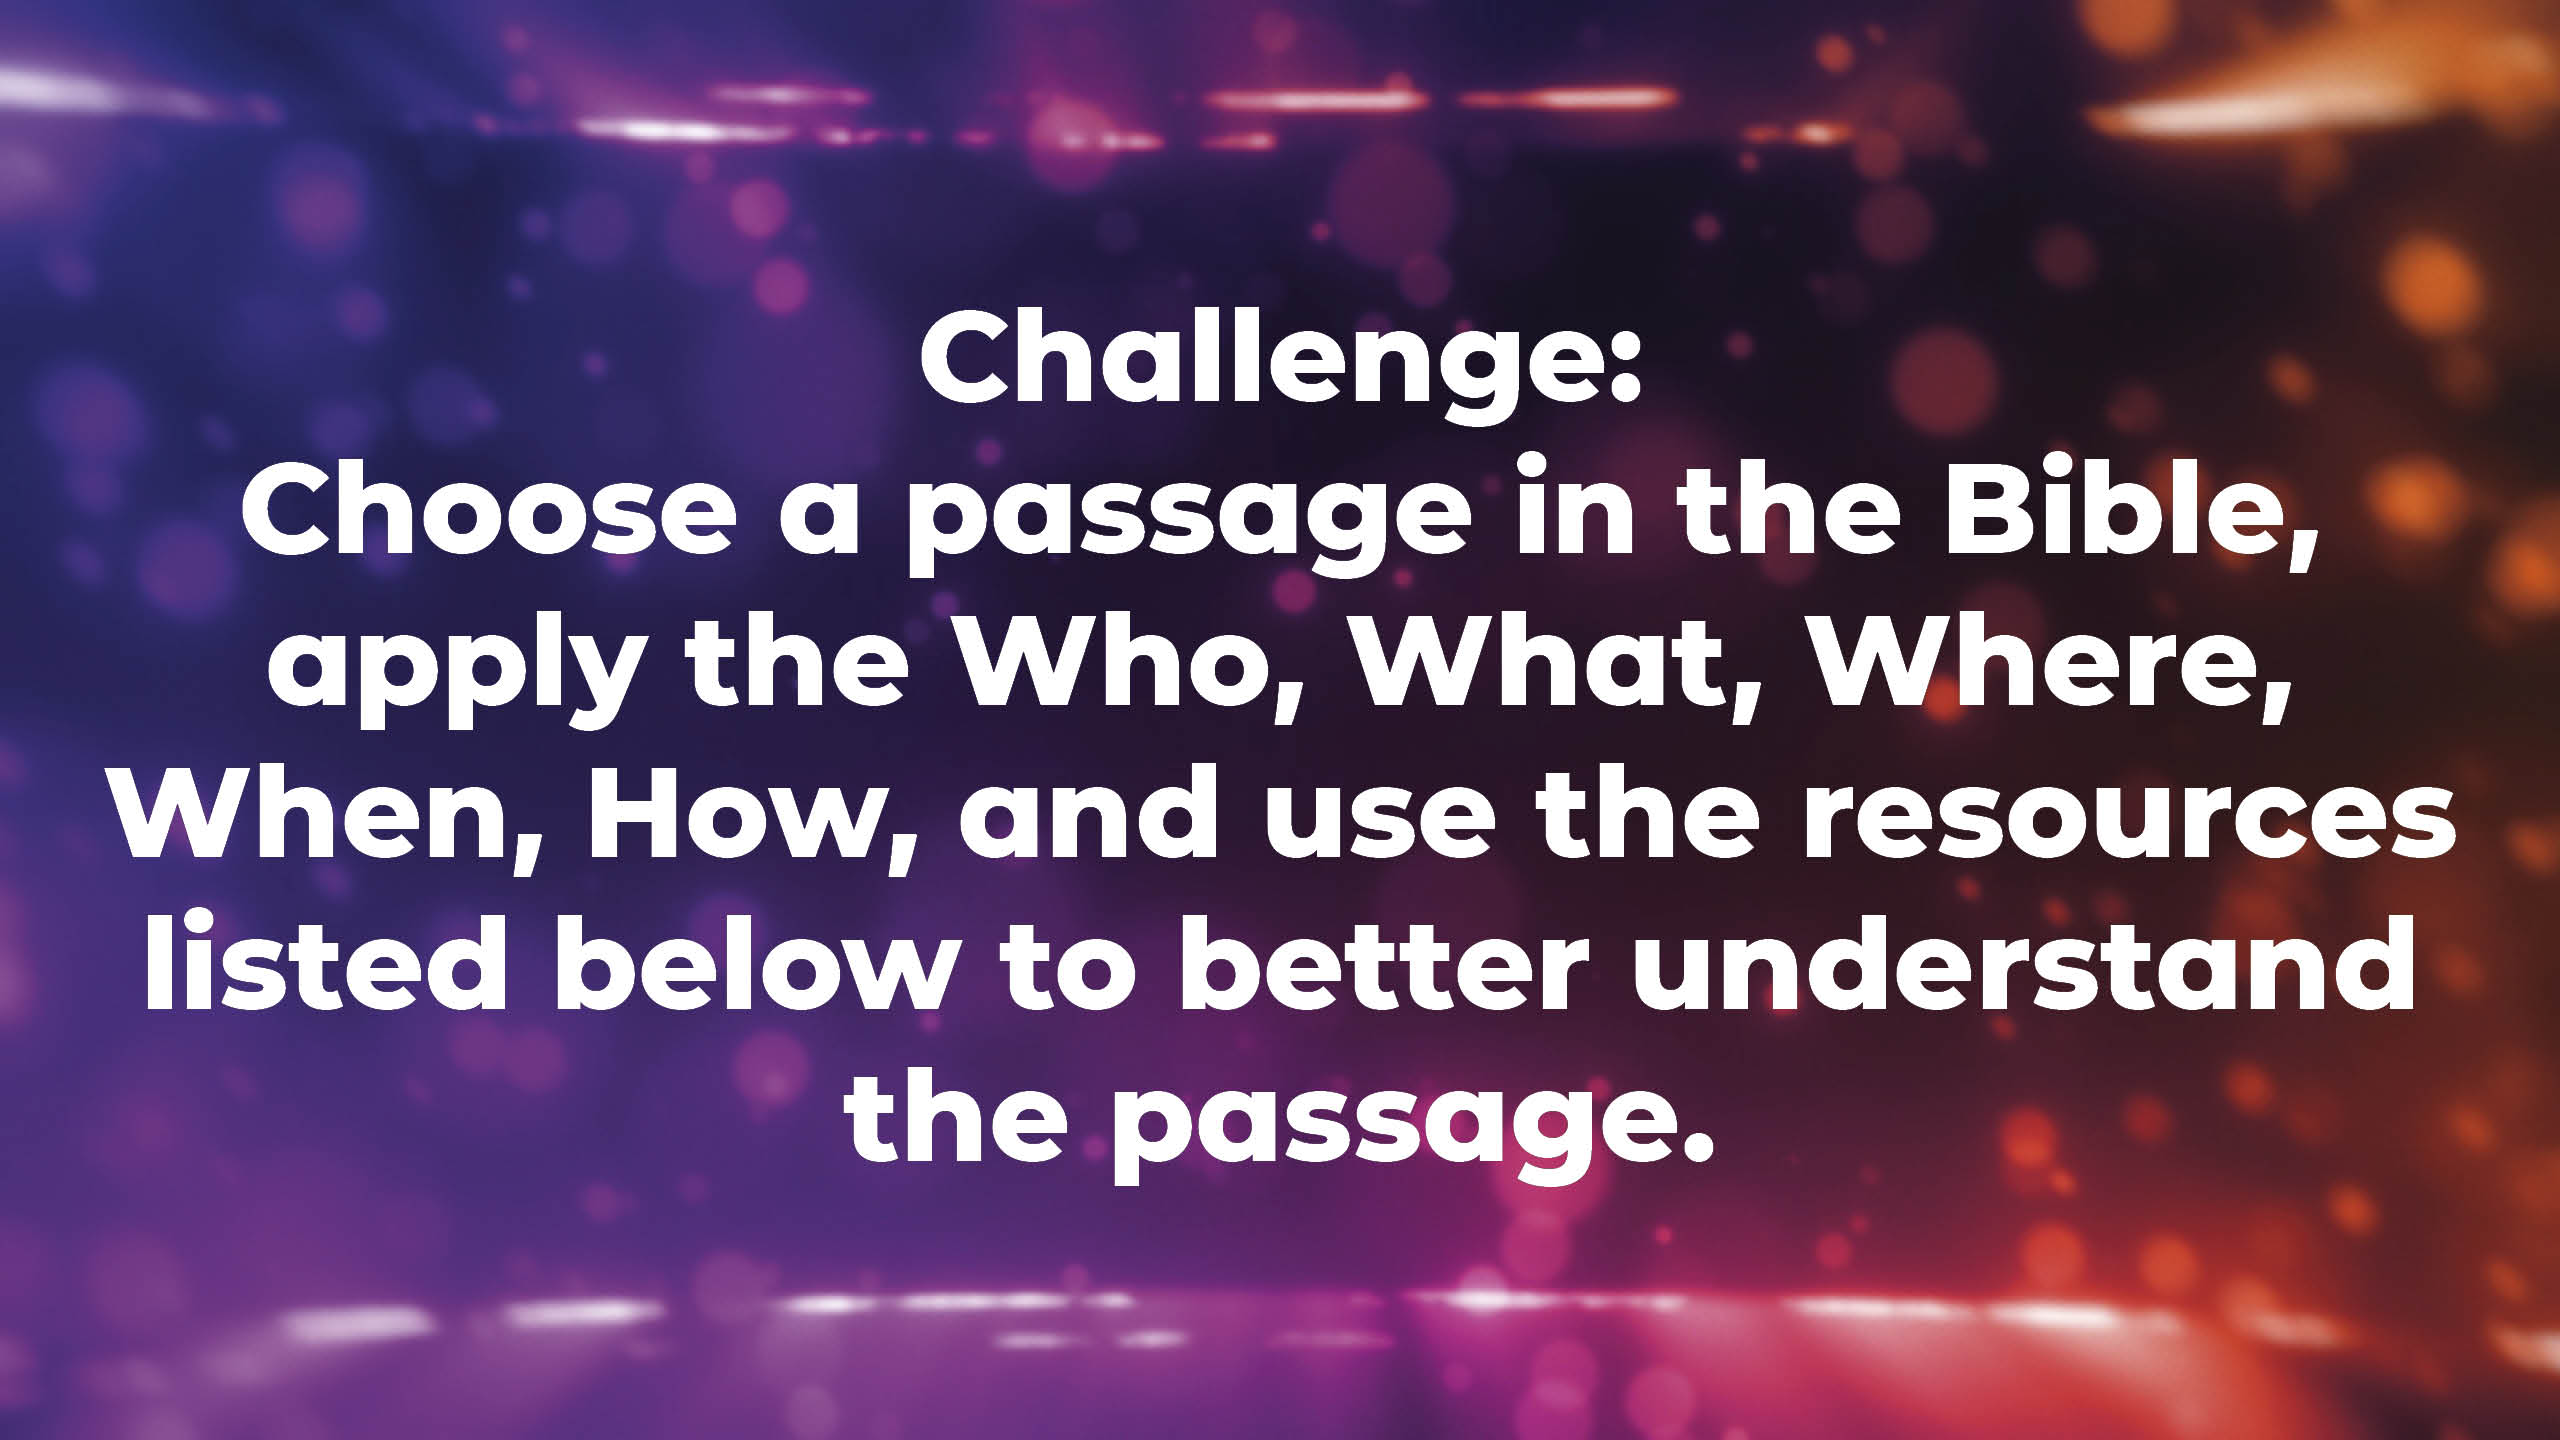 Challenge:
Choose a passage in the Bible,
apply the Who, What, Where,
When, How, and use the resources
listed below to better understand
the passage.